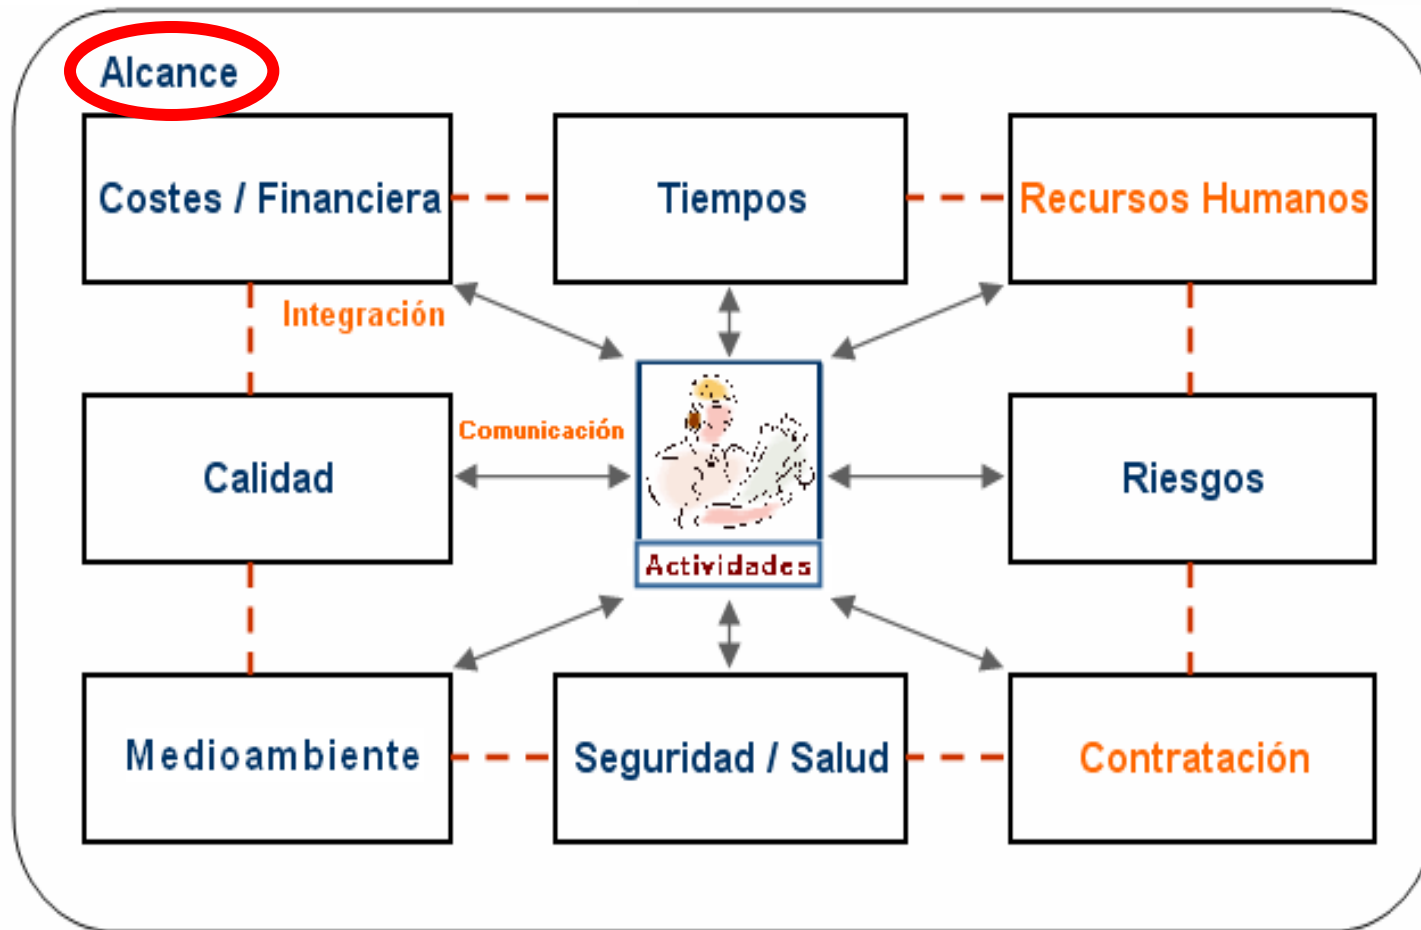 Alcance
Costes / Financiera
Tiempos
Recursos Humanos
Integración
Comunicación
Calidad
Riesgos
Actividades
Medioambiente
Seguridad / Salud
Contratación